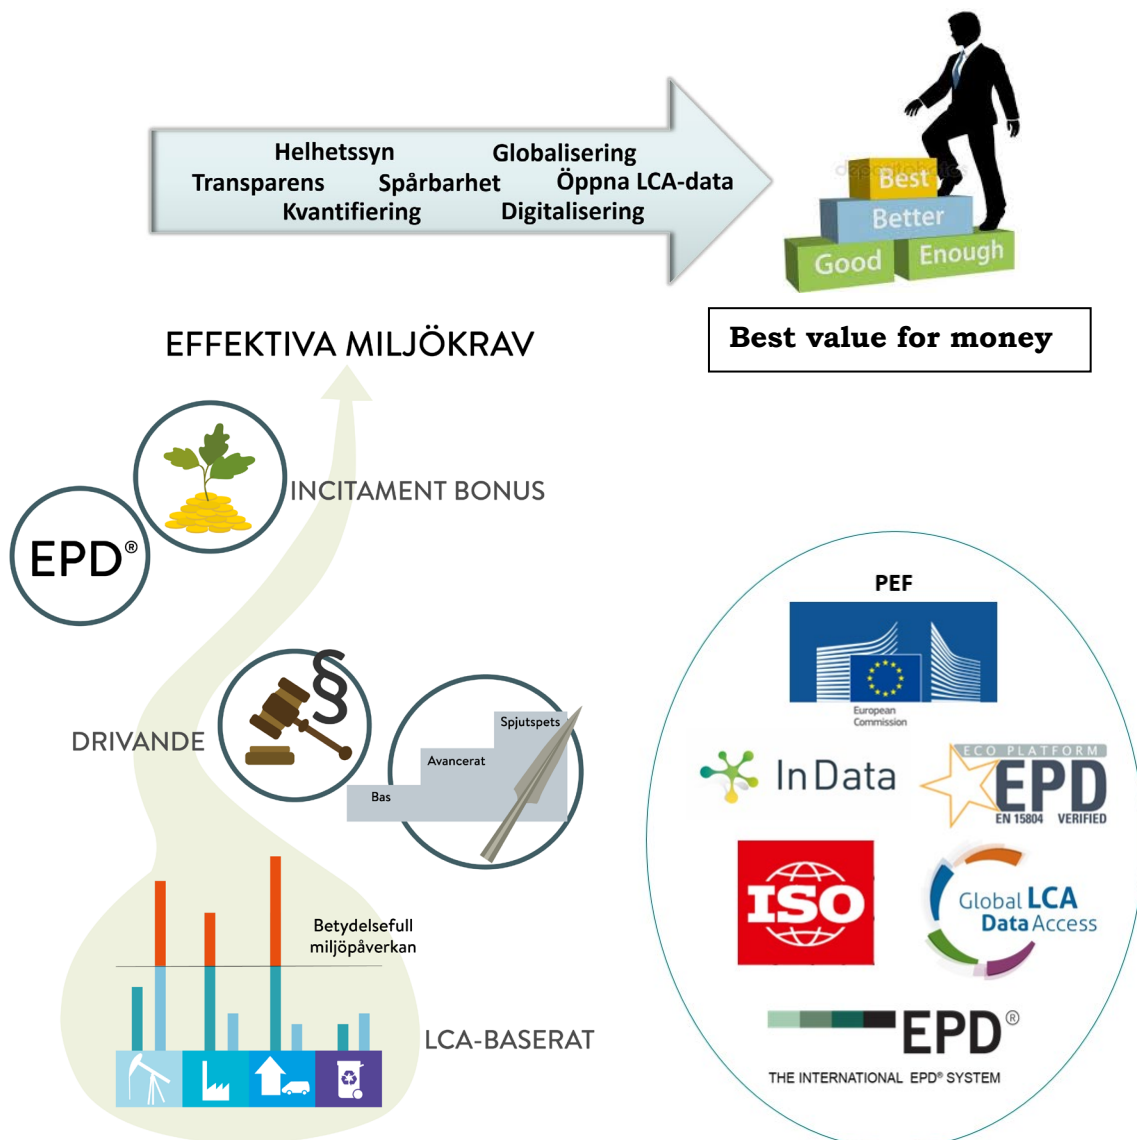 Helhetssyn
Globalisering
Transparens
Spårbarhet
Öppna LCA-data
Kvantifiering
Digitalisering
Best
Better
Good
Enough
Best value for money
EFFEKTIVA MILJÖKRAV
INCITAMENT BONUS
EPD®
DRIVANDE
§
Spjutspets
Avancerat
Bas
Betydelsefull
miljöpåverkan
LCA-BASERAT
PEF
European
Commission
InData
ECO PLATFORM
EPD
EN 15804 VERIFIED
ISO
Global LCA
Data Access
EPD®
THE INTERNATIONAL EPD® SYSTEM